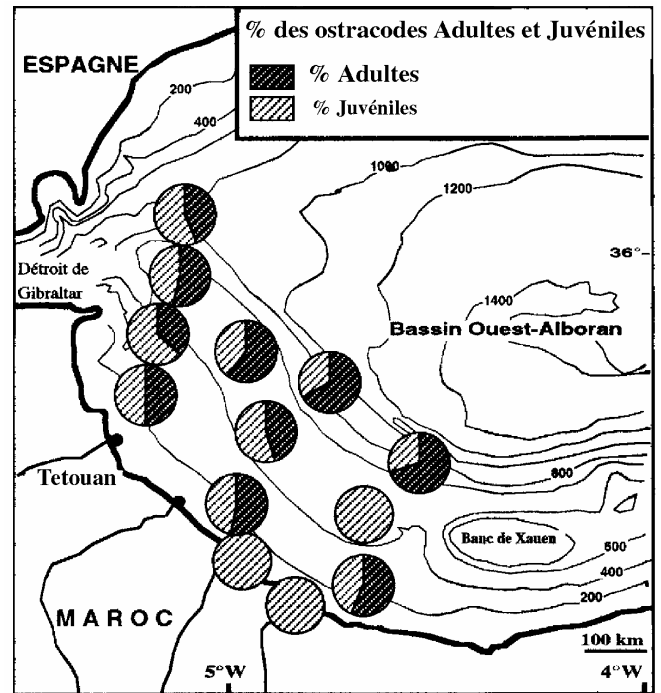 % des ostracodes Adultes et Juvéniles
% Adultes
% Juvéniles
ESPAGNE
200
400
1000
1200
36°
Détroit de
Gibraltar
1400
Bassin Ouest-Alboran
Tetouan
800
Banc de Xauen
600
400
200
MAROC
100 km
5°W
4°W